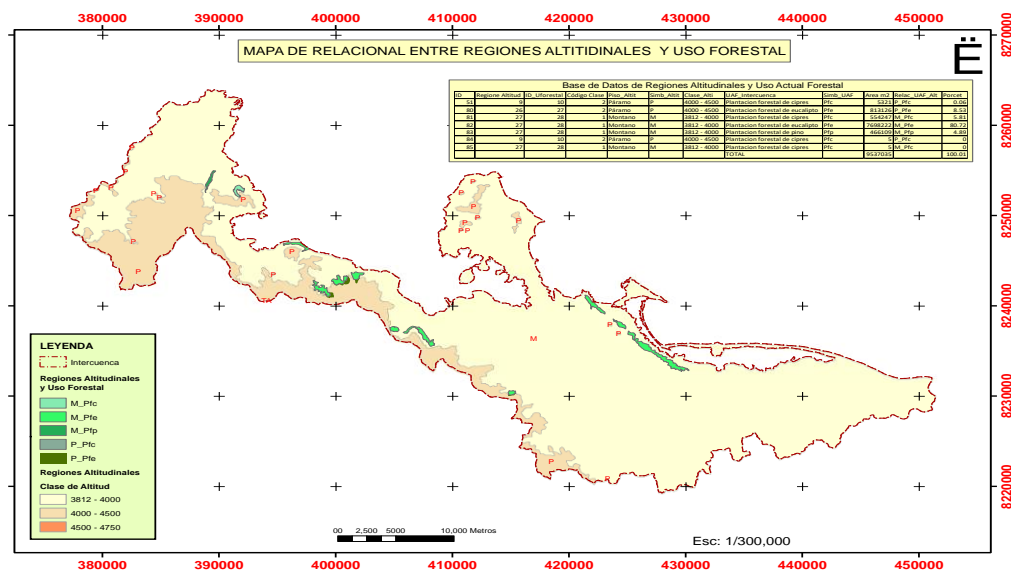 380000 390000 400000 410000 420000 430000 440000 450000
8270000
MAPA DE RELACIONAL ENTRE REGIONES ALTITIDINALES Y USO FORESTAL
Ë
Base de Datos de Regiones Altitudinales y Uso Actual Forestal
ID Regione Altitud ID_Uforestal Código Clase Piso_Altit Simb_Altit Clase_Alti UAF_Intercuenca Simb_UAF Area m2 Relac_UAF_Alt Porcet
51 9 10 2 Páramo P 4000 - 4500 Plantacion forestal de cipres Pfc 5321 P_Pfc 0.06
80 26 27 2 Páramo P 4000 - 4500 Plantacion forestal de eucalipto Pfe 813126 P_Pfe 8.53
81 27 28 1 Montano M 3812 - 4000 Plantacion forestal de cipres Pfc 554247 M_Pfc 5.81
82 27 28 1 Montano M 3812 - 4000 Plantacion forestal de eucalipto Pfe 7698222 M_Pfe 80.72
83 27 28 1 Montano M 3812 - 4000 Plantacion forestal de pino Pfp 466109 M_Pfp 4.89
84 9 10 2 Páramo P 4000 - 4500 Plantacion forestal de cipres Pfc 5 P_Pfc 0
85 27 28 1 Montano M 3812 - 4000 Plantacion forestal de cipres Pfc 5 M_Pfc 0
TOTAL 9537035 100.01
8260000
P P P P P P P P P
P P P P P P P P
8250000
P P P P
8240000
P P
M
P P
8230000
8220000
LEYENDA
Intercuenca
Regiones Altitudinales
y Uso Forestal
M_Pfc
M_Pfe
M_Pfp
P_Pfc
P_Pfe
Regiones Altitudinales
Clase de Altitud
3812 - 4000
4000 - 4500
4500 - 4750
00 2,500 5000 10,000 Metros
Esc: 1/300,000
380000 390000 400000 410000 420000 430000 440000 450000